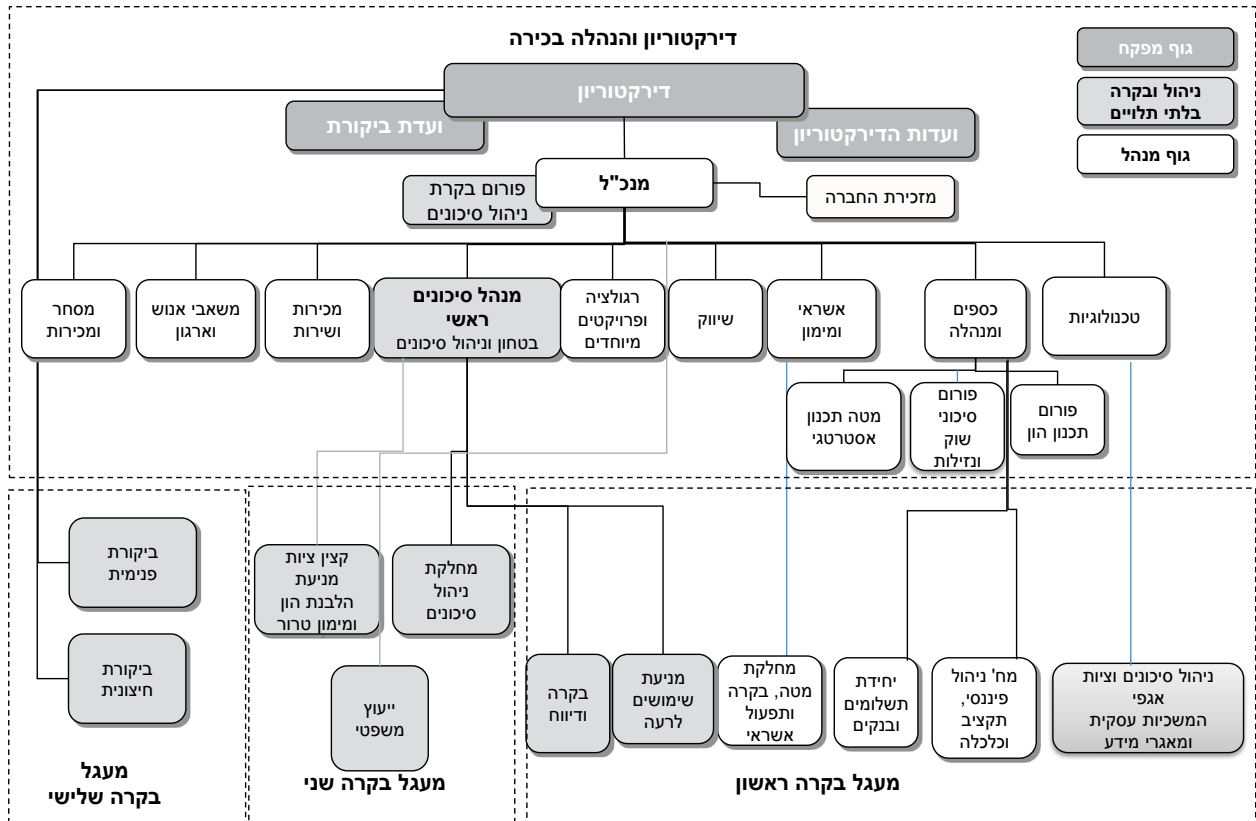 דירקטוריון והנהלה בכירה
גוף מפקח
ניהול ובקרה
בלתי תלויים
גוף מנהל
דירקטוריון
ועדות הדירקטוריון
ועדת ביקורת
מנכ"ל
מזכירת החברה
פורום בקרת
ניהול סיכונים
טכנולוגיות
כספים
ומנהלה
אשראי
ומימון
שיווק
רגולציה
ופרויקטים
מיוחדים
מנהל סיכונים
ראשי
בטחון וניהול סיכונים
מכירות
ושירות
משאבי אנוש
וארגון
מסחר
ומכירות
פורום
תכנון הון
פורום
סיכוני
שוק
ונזילות
מטה תכנון
אסטרטגי
ניהול סיכונים וציות
אגפי
המשכיות עסקית
ומאגרי מידע
מח' ניהול
פיננסי,
תקציב
וכלכלה
יחידת
תשלומים
ובנקים
מחלקת
מטה, בקרה
ותפעול
אשראי
מניעת
שימושים
לרעה
בקרה
ודיווח
מעגל בקרה ראשון
מחלקת
ניהול
סיכונים
קצין ציות
מניעת
הלבנת הון
ומימון טרור
ייעוץ
משפטי
מעגל בקרה שני
ביקורת
פנימית
ביקורת
חיצונית
מעגל
בקרה שלישי